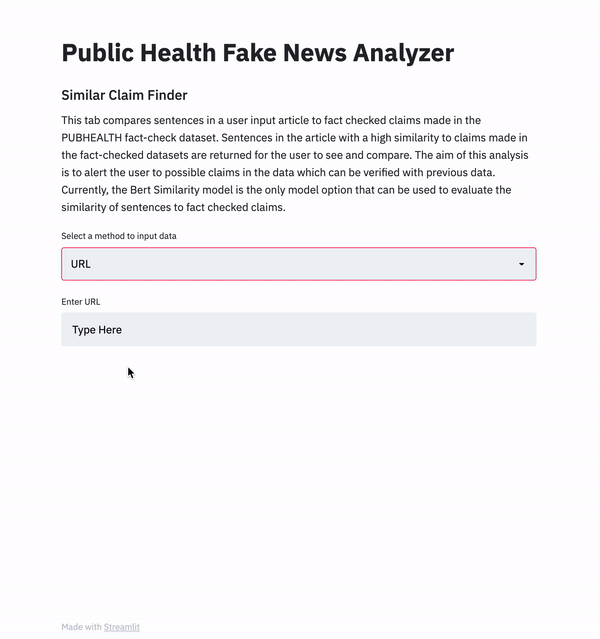 Public Health Fake News Analyzer
Similar Claim Finder
This tab compares sentences in a user input article to fact checked claims made in the
PUBHEALTH fact-check dataset. Sentences in the article with a high similarity to claims made in
the fact-checked datasets are returned for the user to see and compare. The aim of this analysis
is to alert the user to possible claims in the data which can be verified with previous data.
Currently, the Bert Similarity model is the only model option that can be used to evaluate the
similarity of sentences to fact checked claims.
Select a method to input data
URL
Enter URL
Type Here
Made with Streamlit